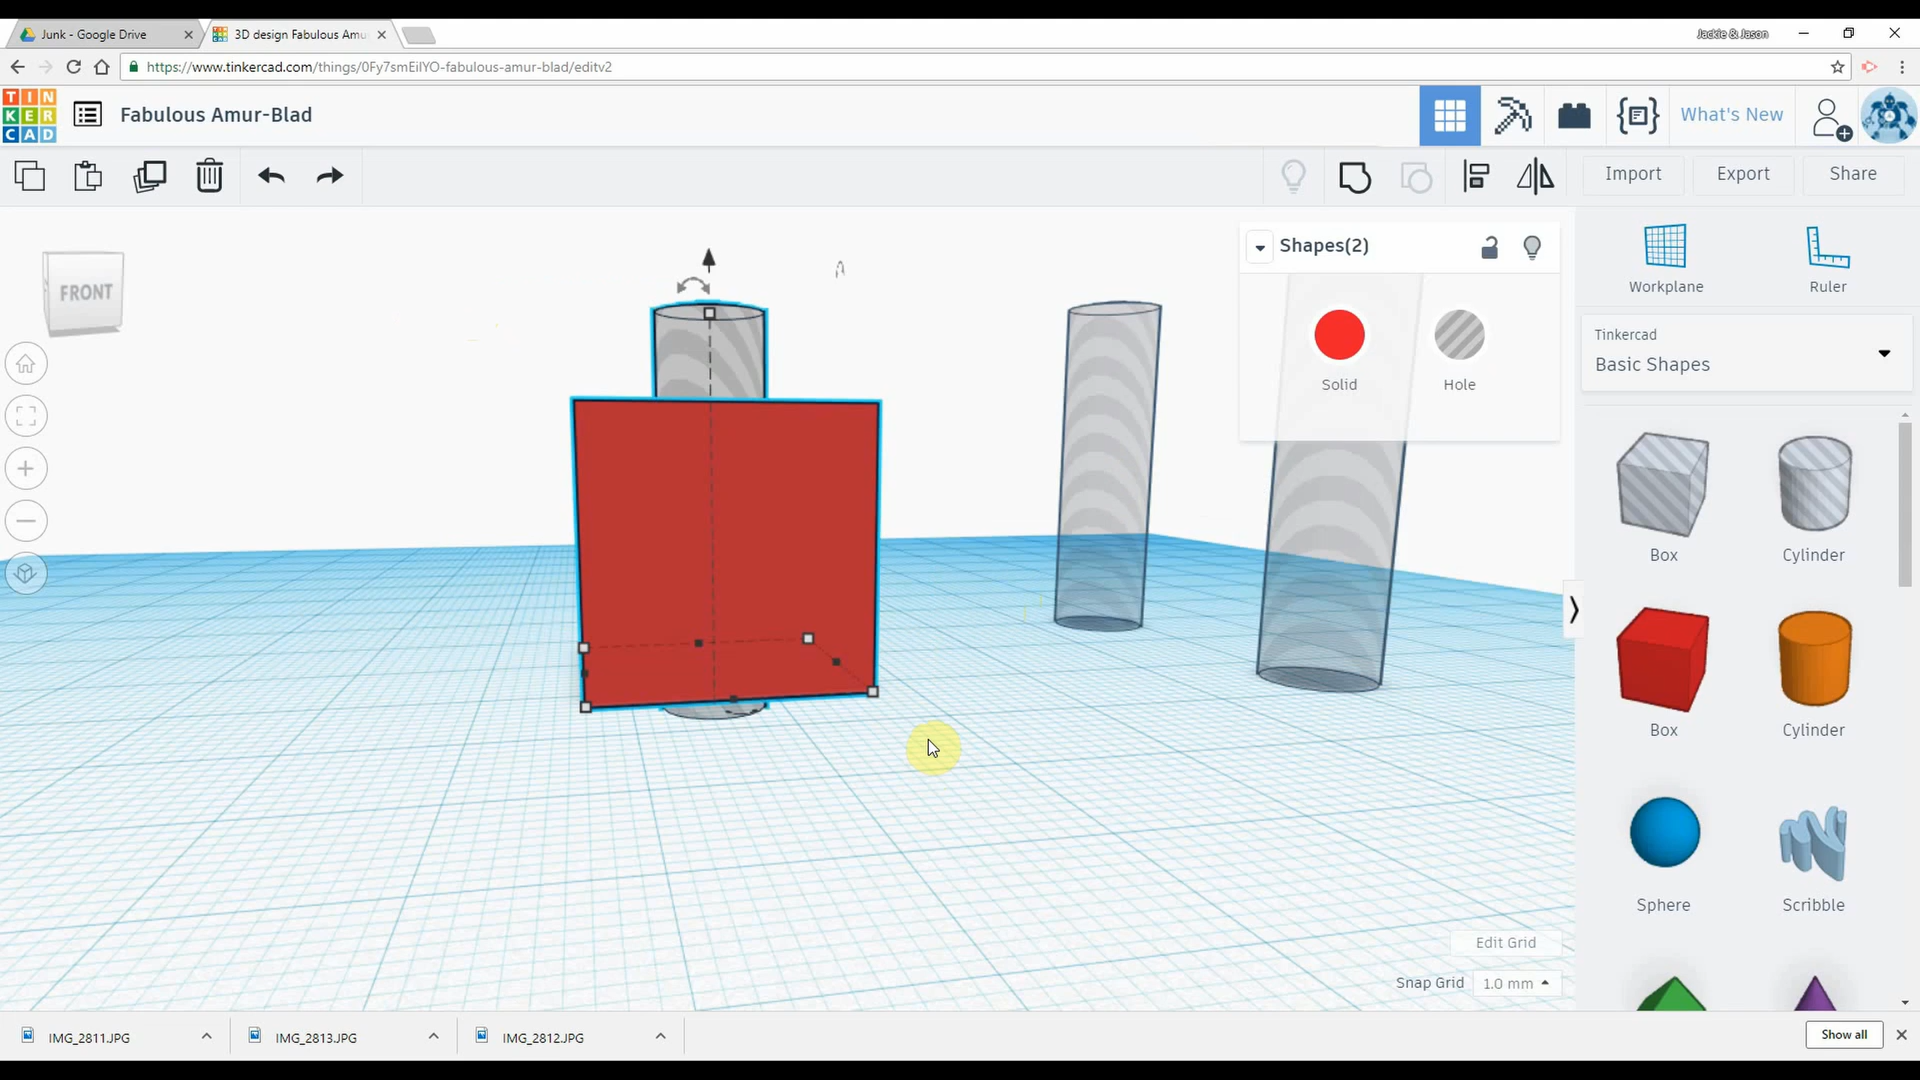 Junk - Google Drive
3D design Fabulous Amu
Jackie & Jason
https://www.tinkercad.com/things/0Fy7smEiIYO-fabulous-amur-blad/editv2
TIN
KER
CAD
Fabulous Amur-Blad
What's New
Import
Export
Share
FRONT
Shapes(2)
Solid
Hole
Workplane
Ruler
Tinkercad
Basic Shapes
Box
Cylinder
Box
Cylinder
Sphere
Scribble
Edit Grid
Snap Grid
1.0 mm
IMG_2811.JPG
IMG_2813.JPG
IMG_2812.JPG
Show all